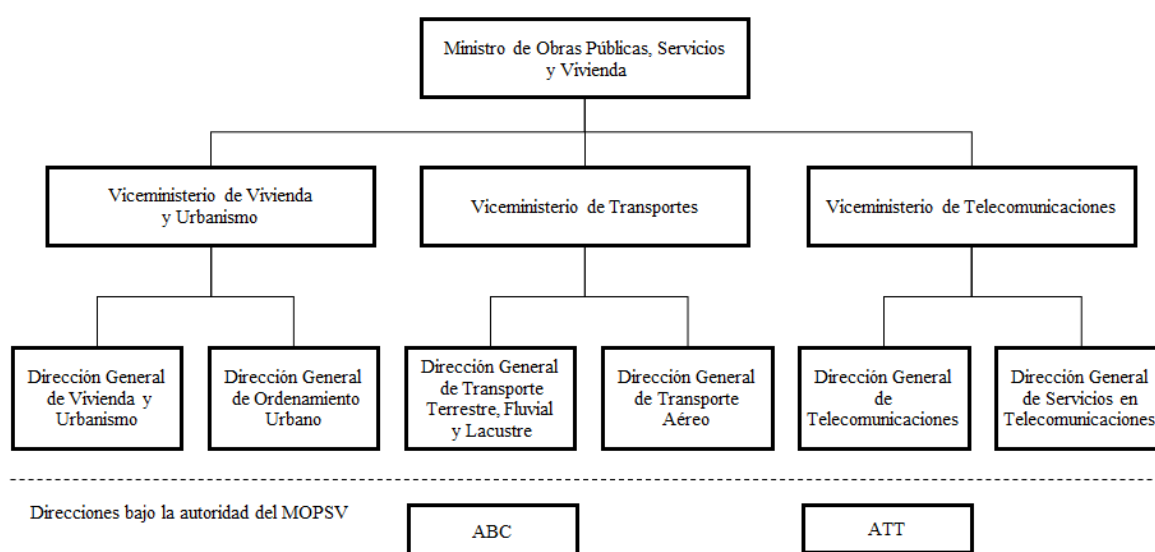 Ministro de Obras Públicas, Servicios
y Vivienda
Viceministerio de Vivienda
y Urbanismo
Viceministerio de Transportes
Viceministerio de Telecomunicaciones
Dirección General
de Vivienda y
Urbanismo
Dirección General
de Ordenamiento
Urbano
Dirección General
de Transporte
Terrestre, Fluvial
y Lacustre
Dirección General
de Transporte
Aéreo
Dirección General
de
Telecomunicaciones
Dirección General
de Servicios en
Telecomunicaciones
Direcciones bajo la autoridad del MOPSV
ABC
ATT